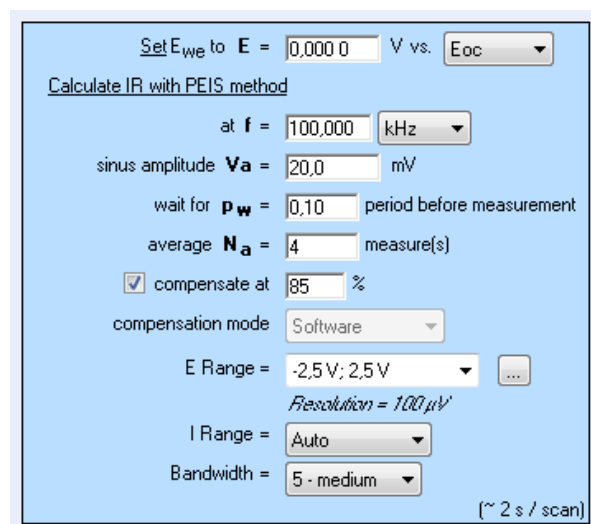 Set Ewe to E = 0,000 0 V vs. Eoc
Calculate IR with PEIS method
at f = 100,000 kHz
sinus amplitude Va = 20,0 mV
wait for pw = 0,10 period before measurement
average Na = 4 measure(s)
compensate at 85 %
compensation mode Software
E Range = -2,5 V; 2,5 V ...
Resolution = 100 µV
I Range = Auto
Bandwidth = 5 - medium
(~ 2 s / scan)